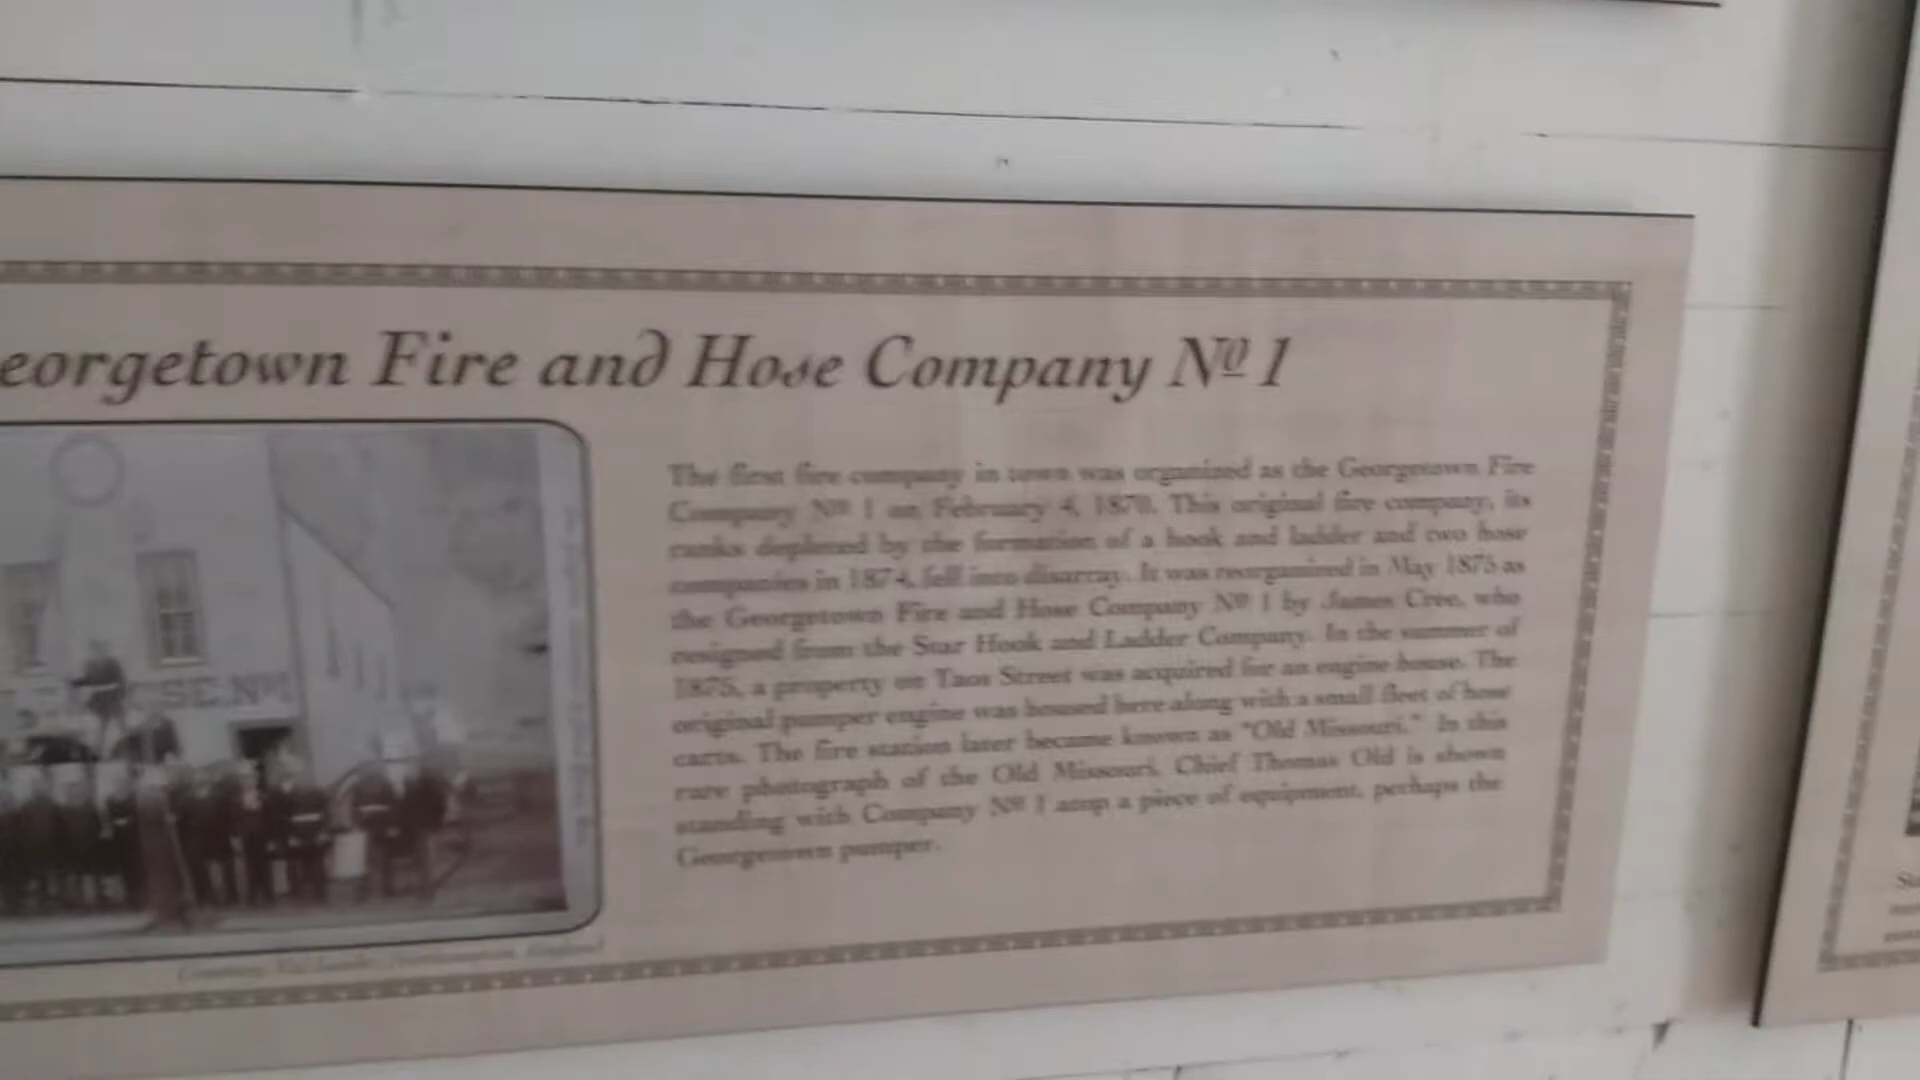 eorgetown Fire and Hose Company Nº 1
The first fire company in town was organized as the Georgetown Fire
Company Nº 1 on February 4, 1870. This original fire company, its
ranks depleted by the formation of a hook and ladder and two hose
companies in 1874, fell into disarray. It was reorganized in May 1875 as
the Georgetown Fire and Hose Company Nº 1 by James Cree, who
resigned from the Star Hook and Ladder Company. In the summer of
1875, a property on Taos Street was acquired for an engine house. The
original pumper engine was housed here along with a small fleet of hose
carts. The fire station later became known as "Old Missouri." In this
rare photograph of the Old Missouri, Chief Thomas Old is shown
standing with Company Nº 1 atop a piece of equipment, perhaps the
Georgetown pumper.